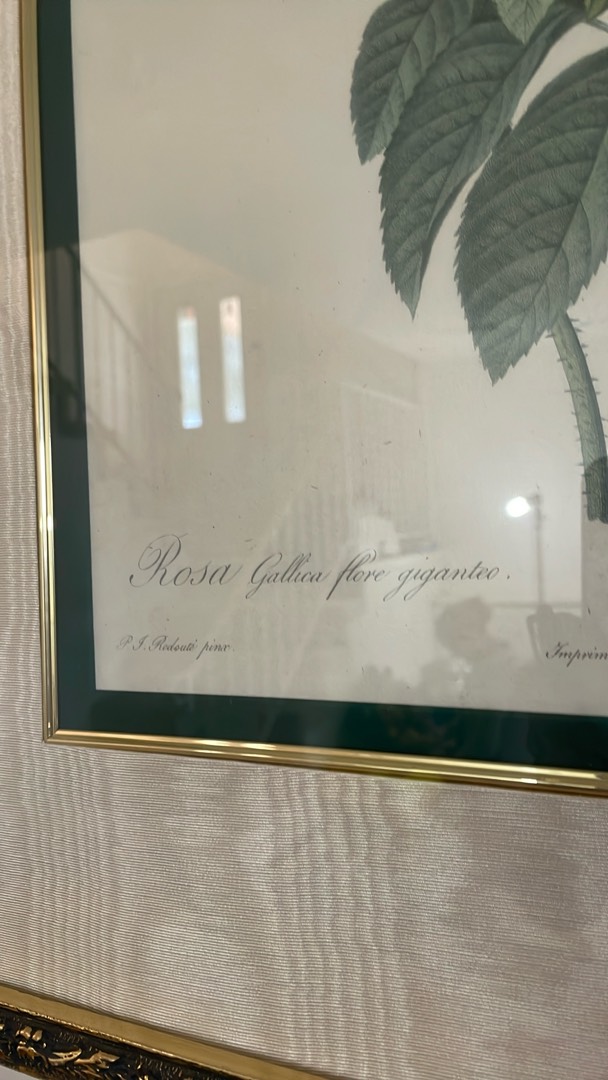 Rosa Gallica flore giganteo.
P. J. Redouté pinx.
Imprim